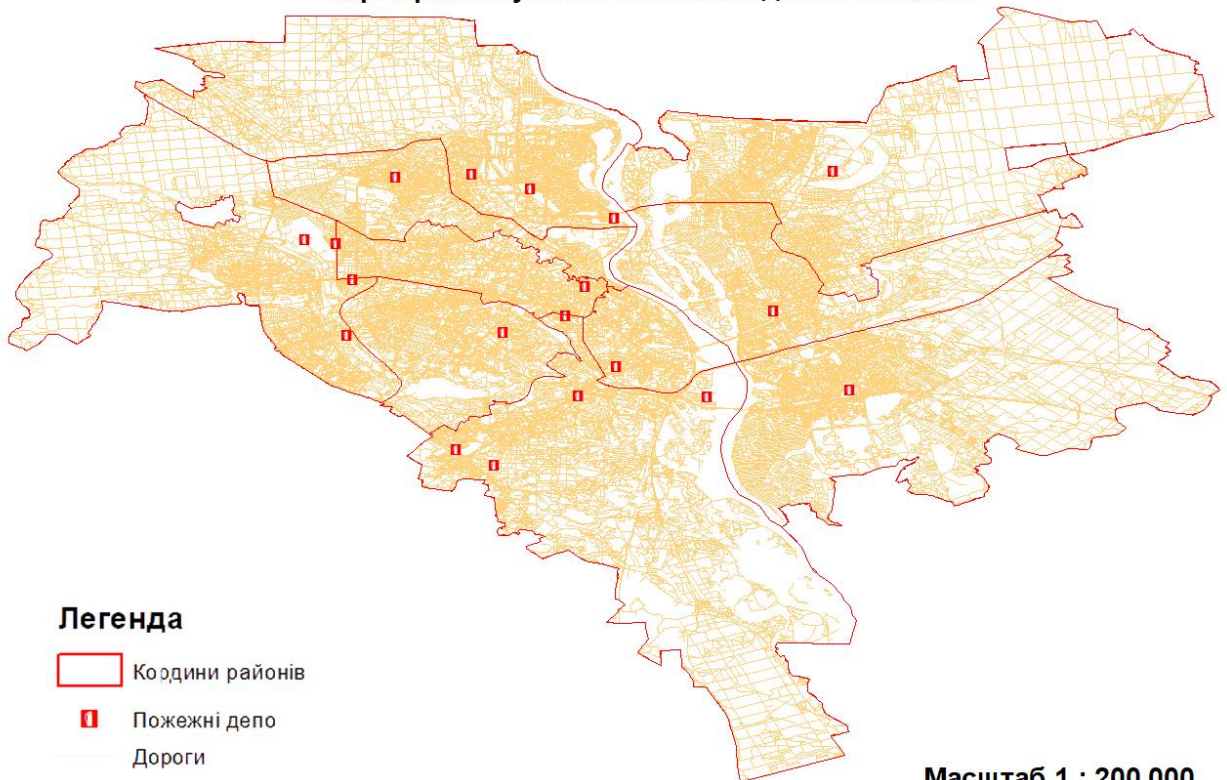 Легенда
Кордини районів
Пожежні депо
Дороги
Масштаб 1 : 200 000